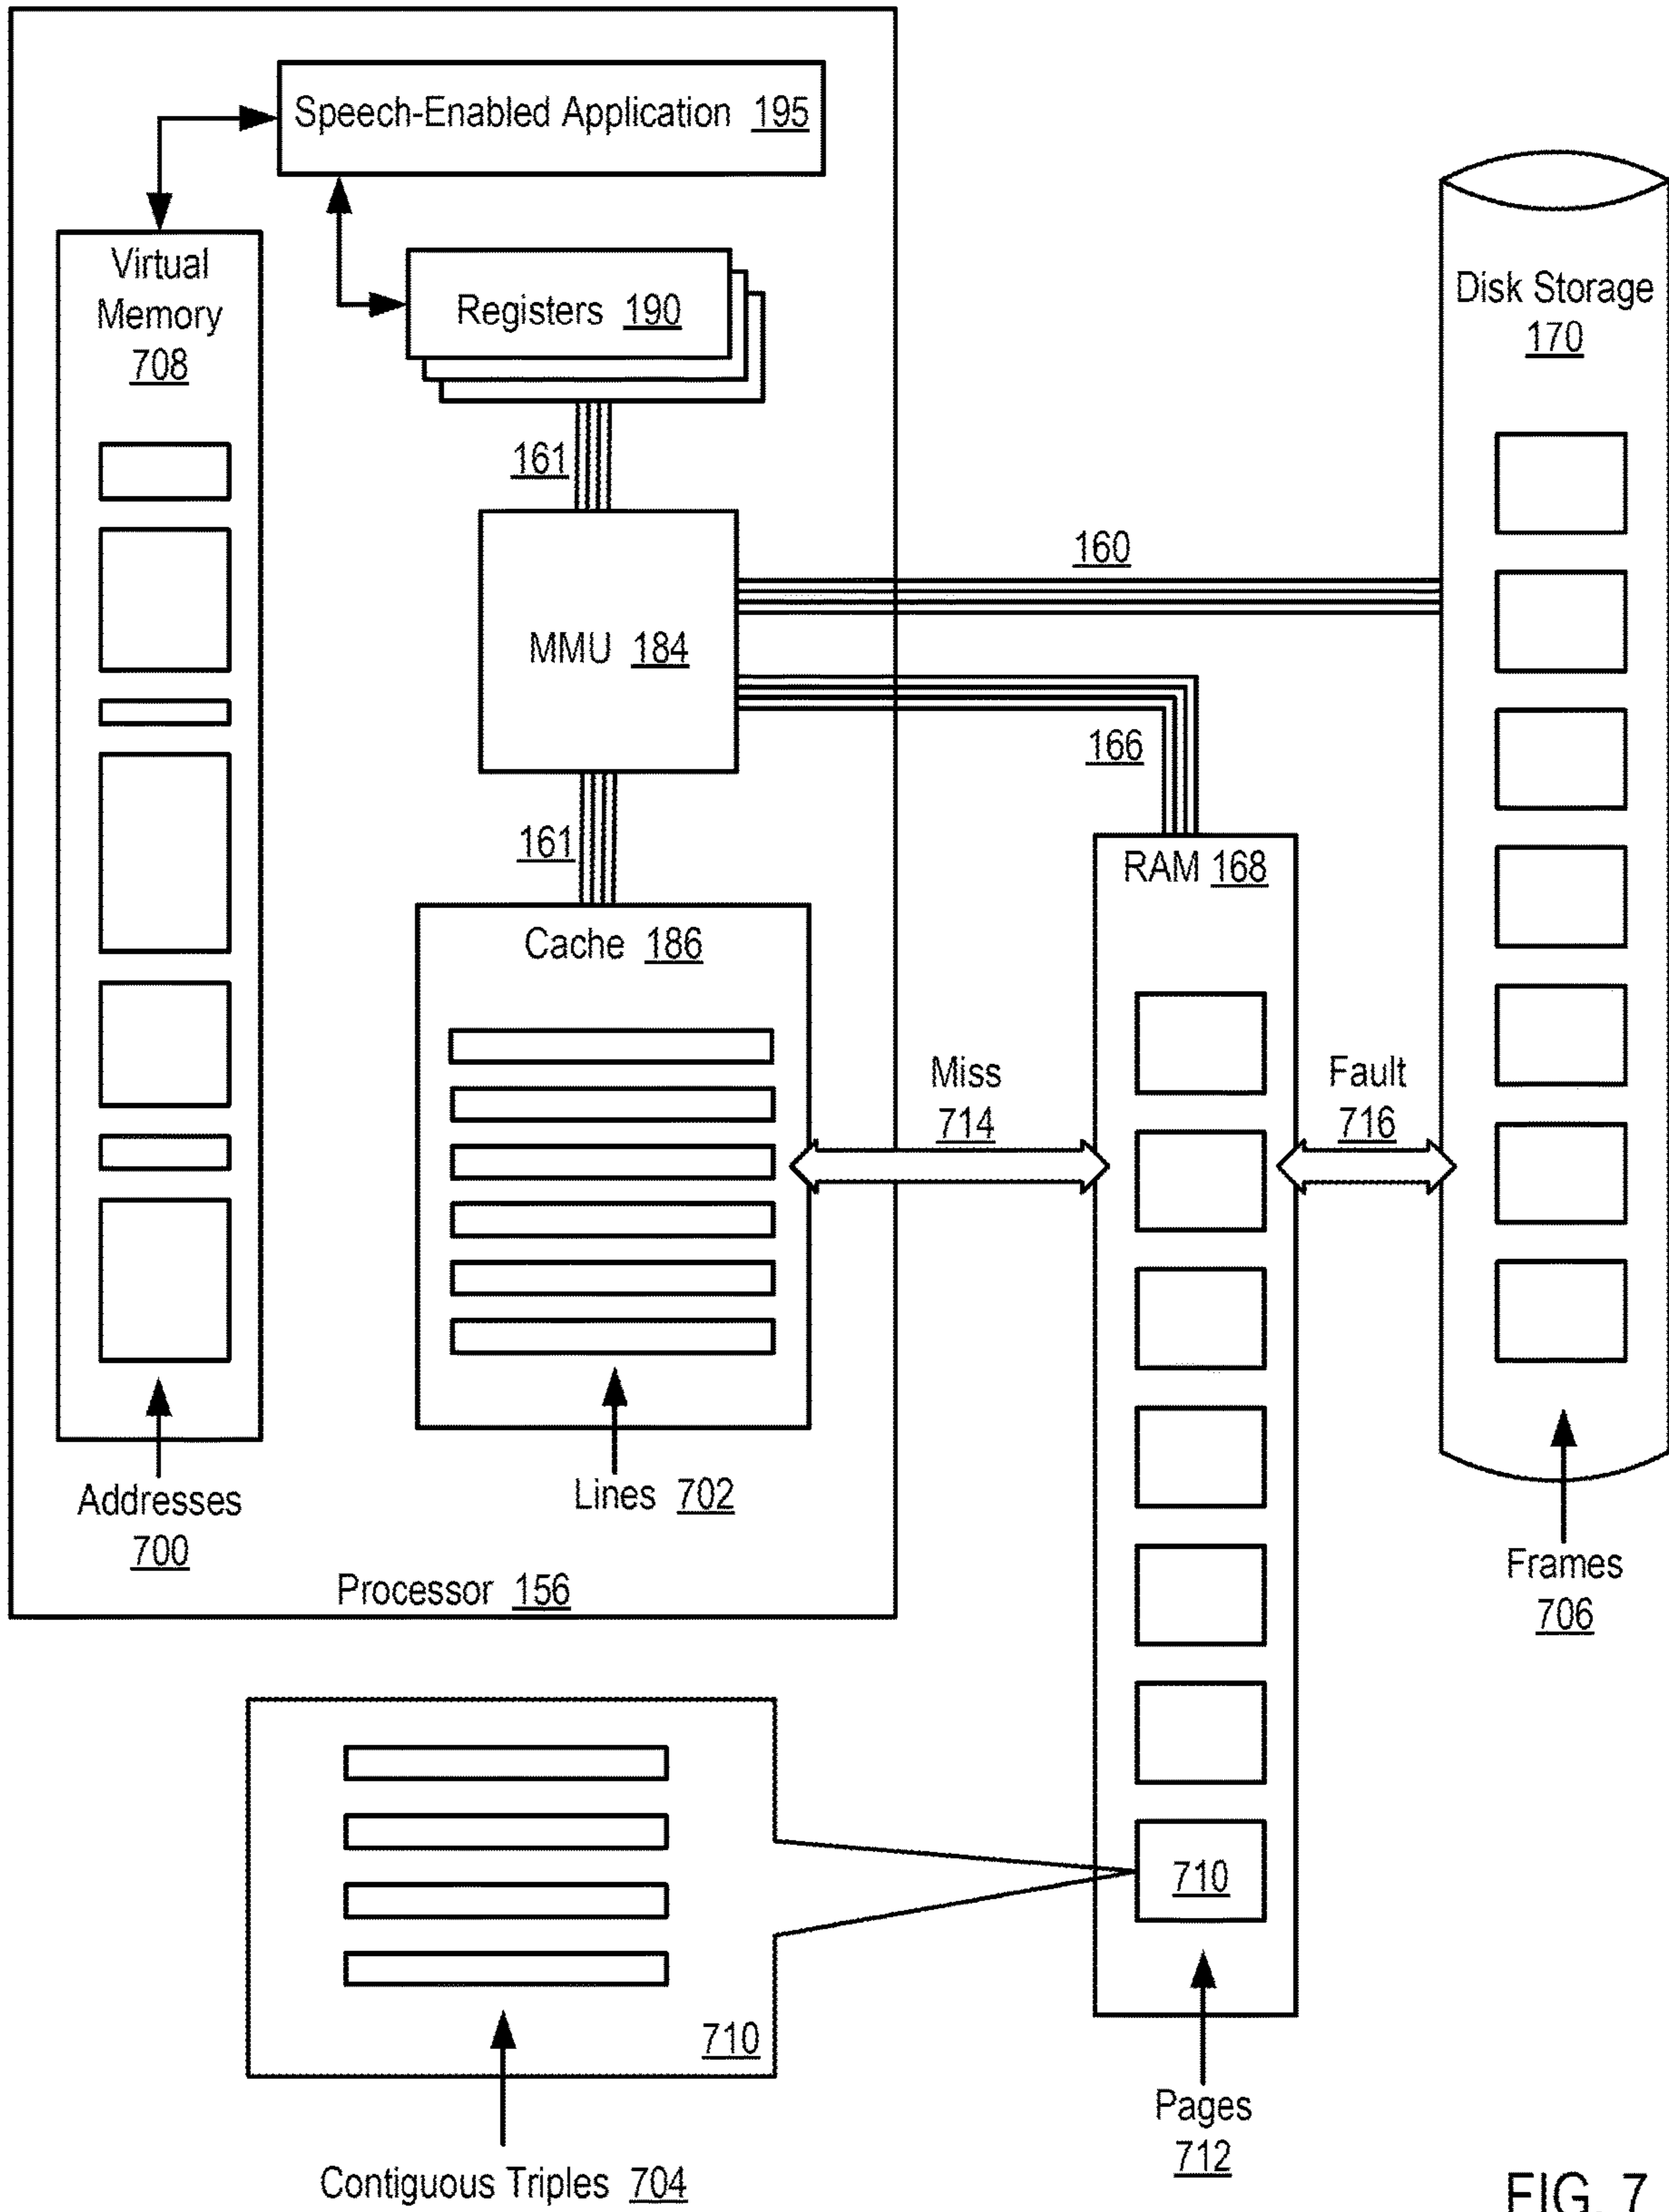 Speech-Enabled Application 195
Virtual
Memory
708
Registers 190
Disk Storage
170
161
160
MMU 184
166
161
RAM 168
Cache 186
Miss
714
Fault
716
Lines 702
Addresses
700
Frames
706
Processor 156
710
710
Pages
712
Contiguous Triples 704
FIG. 7